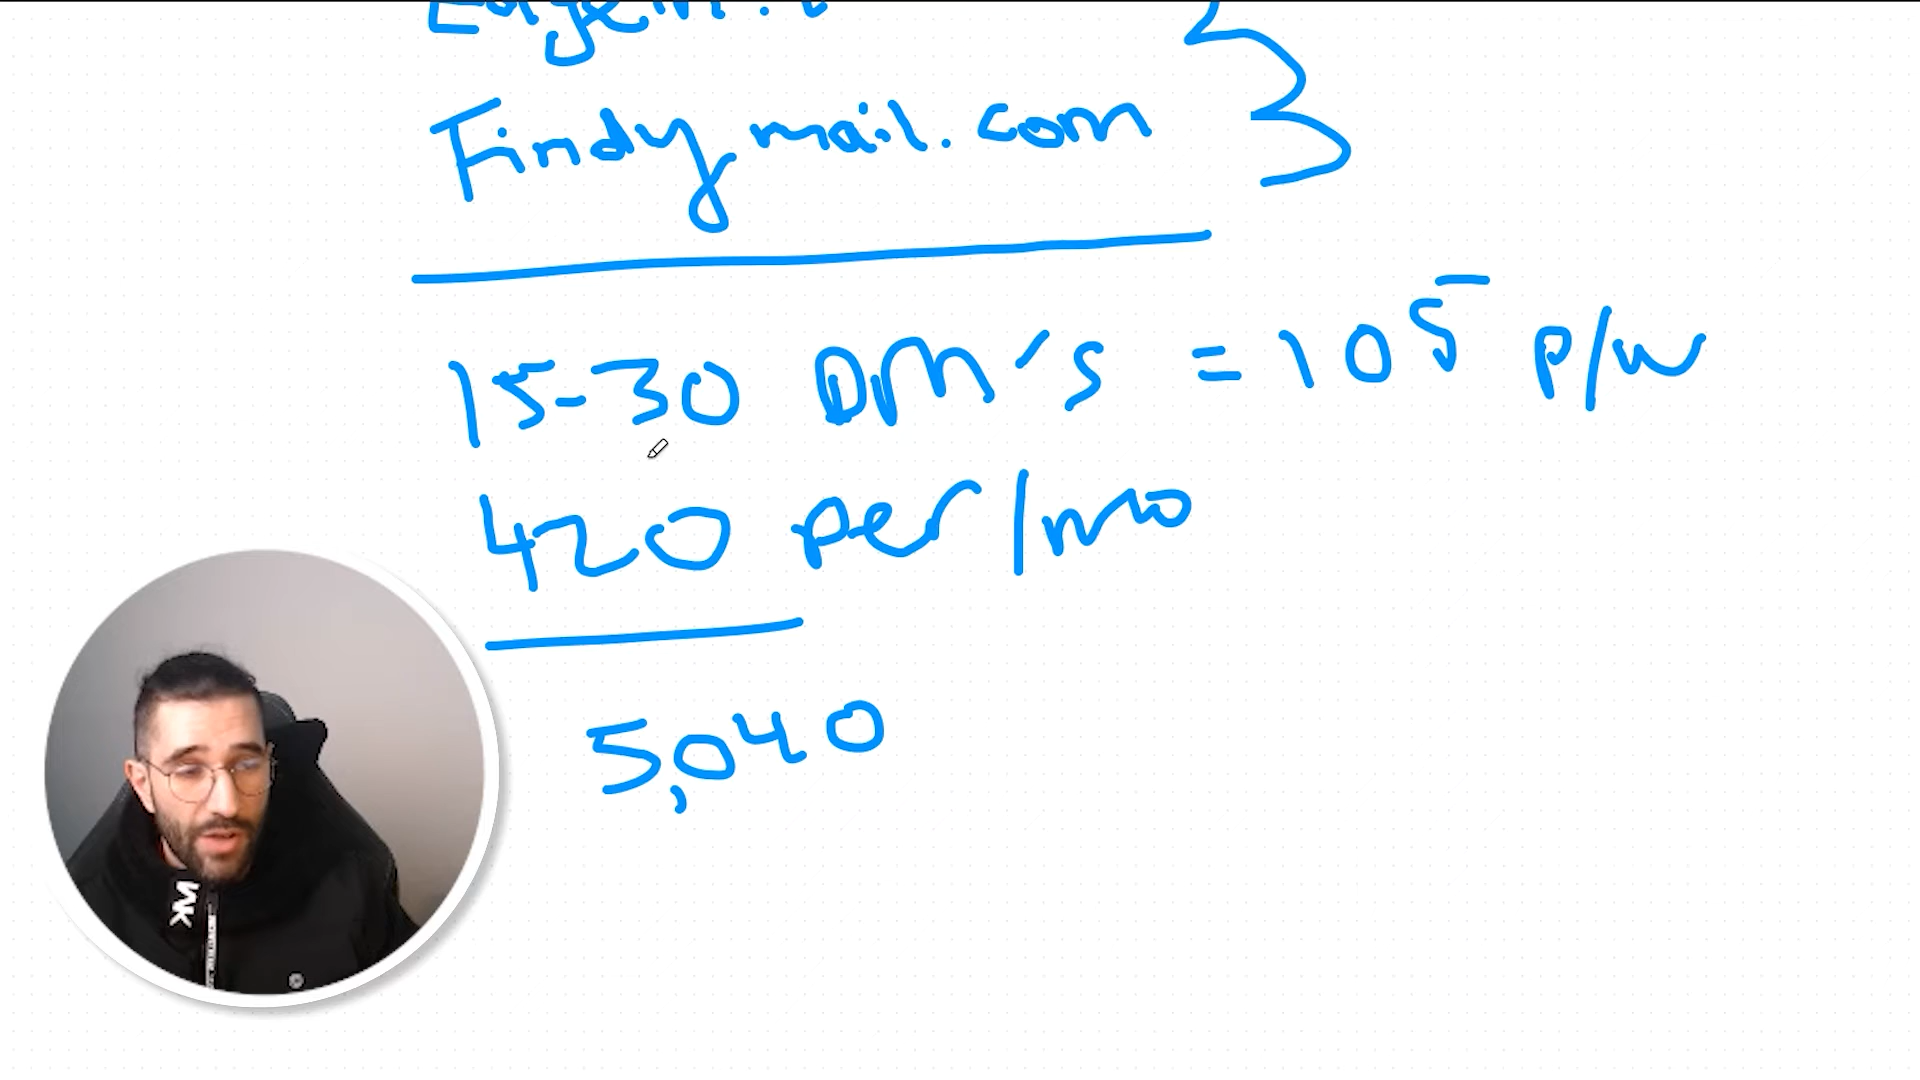 Findymail.com
15-30 DM's = 105 p/w
420 per/mo
5,040